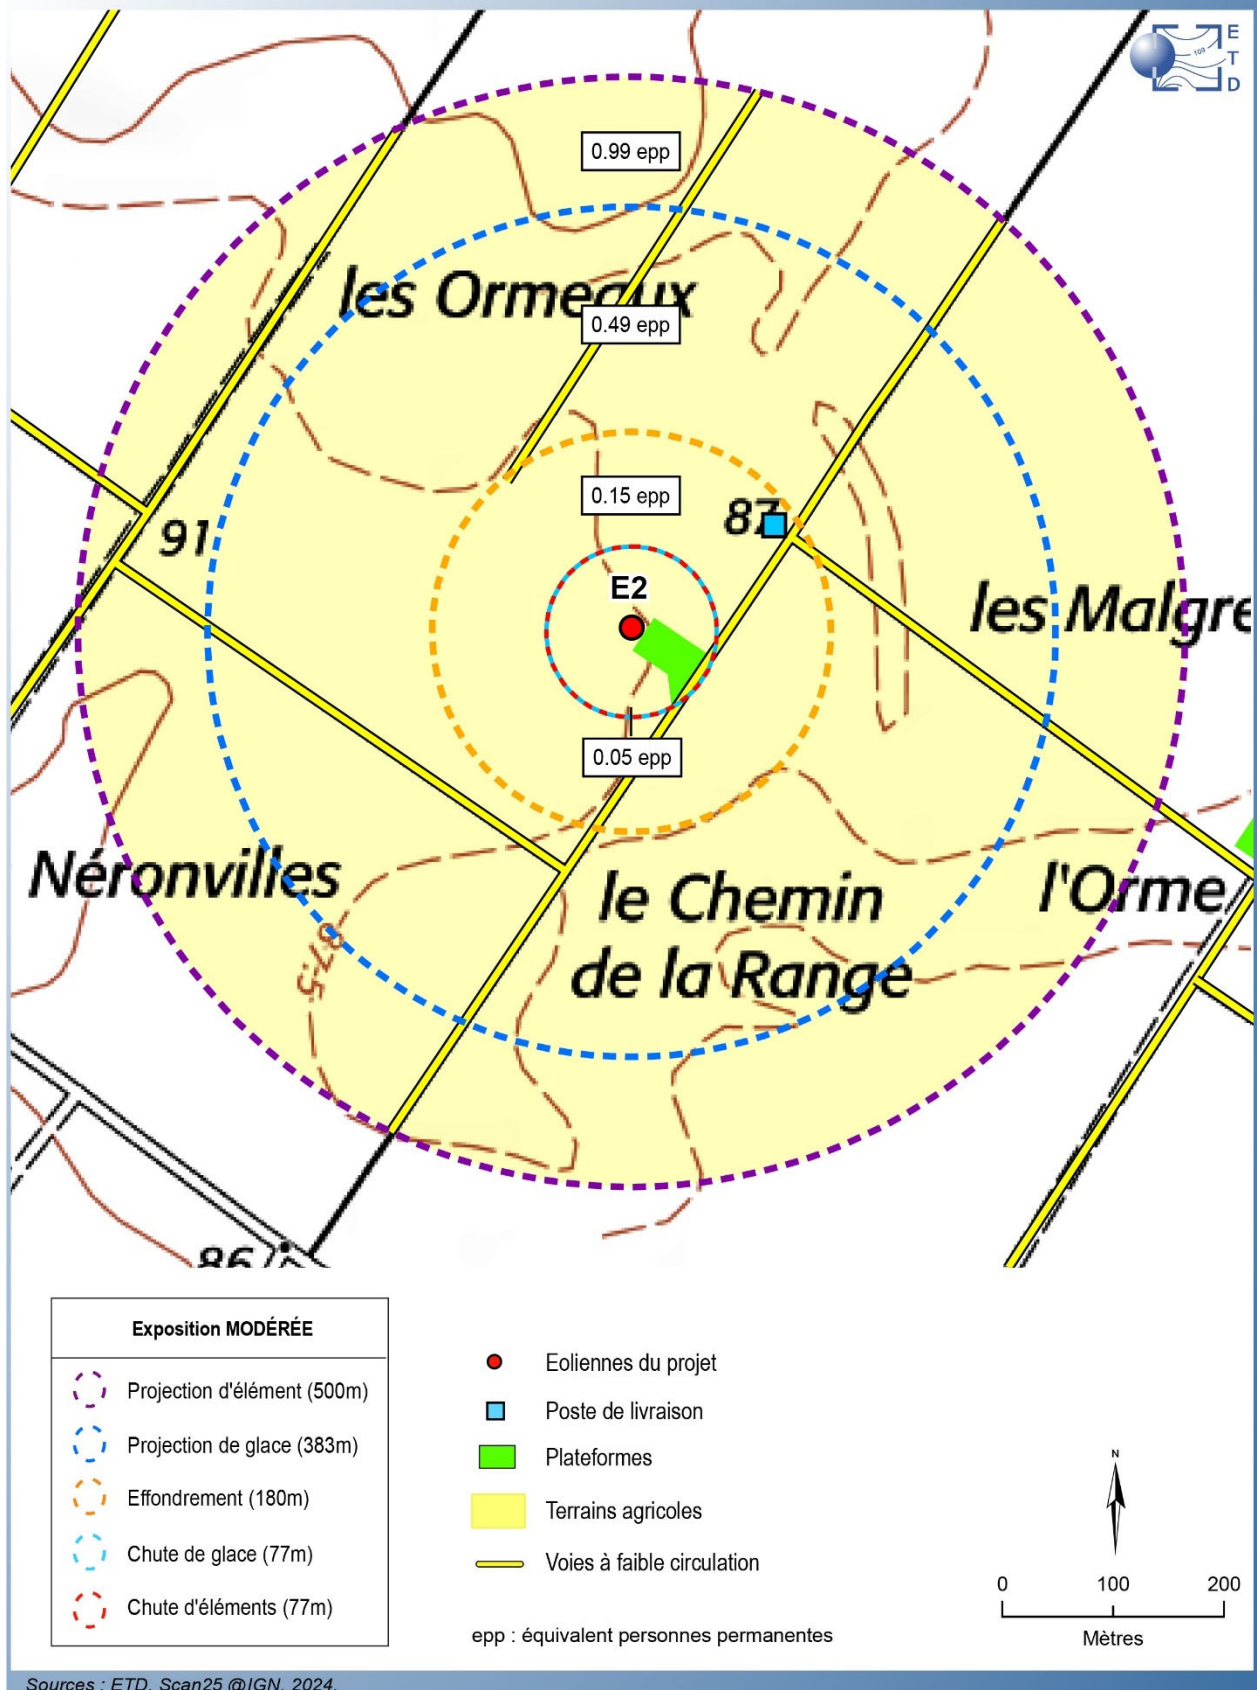 109
E
T
D
0.99 epp
les Ormeaux
0.49 epp
0.15 epp
87
91
E2
les Malgre
0.05 epp
Néronvilles
le Chemin
l'Orme
de la Range
87.5
86
Exposition MODÉRÉE
Projection d'élément (500m)
Projection de glace (383m)
Effondrement (180m)
Chute de glace (77m)
Chute d'éléments (77m)
Eoliennes du projet
Poste de livraison
Plateformes
Terrains agricoles
Voies à faible circulation
epp : équivalent personnes permanentes
N
0 100 200
Mètres
Sources : ETD, Scan25 @IGN, 2024.